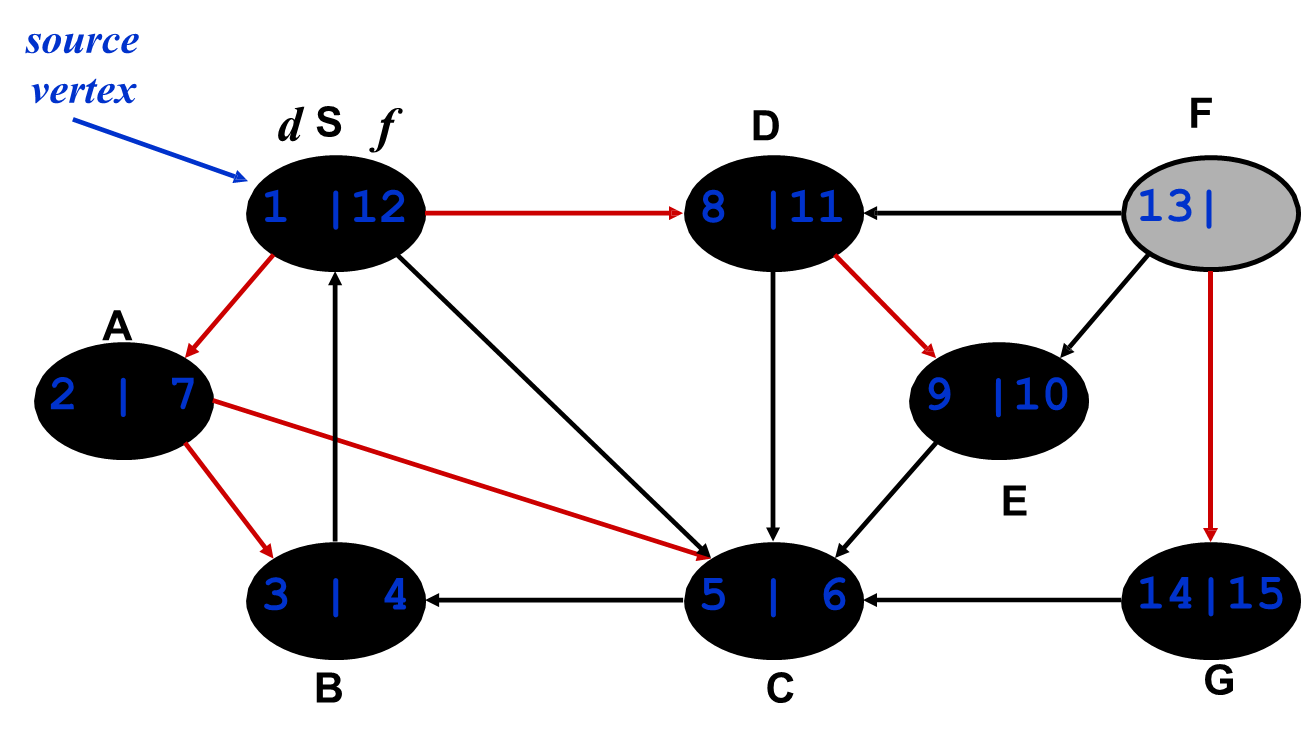 source
vertex
d S f
D
F
1 |12
8 |11
13|
A
2 | 7
9 |10
E
3 | 4
5 | 6
14|15
B
C
G